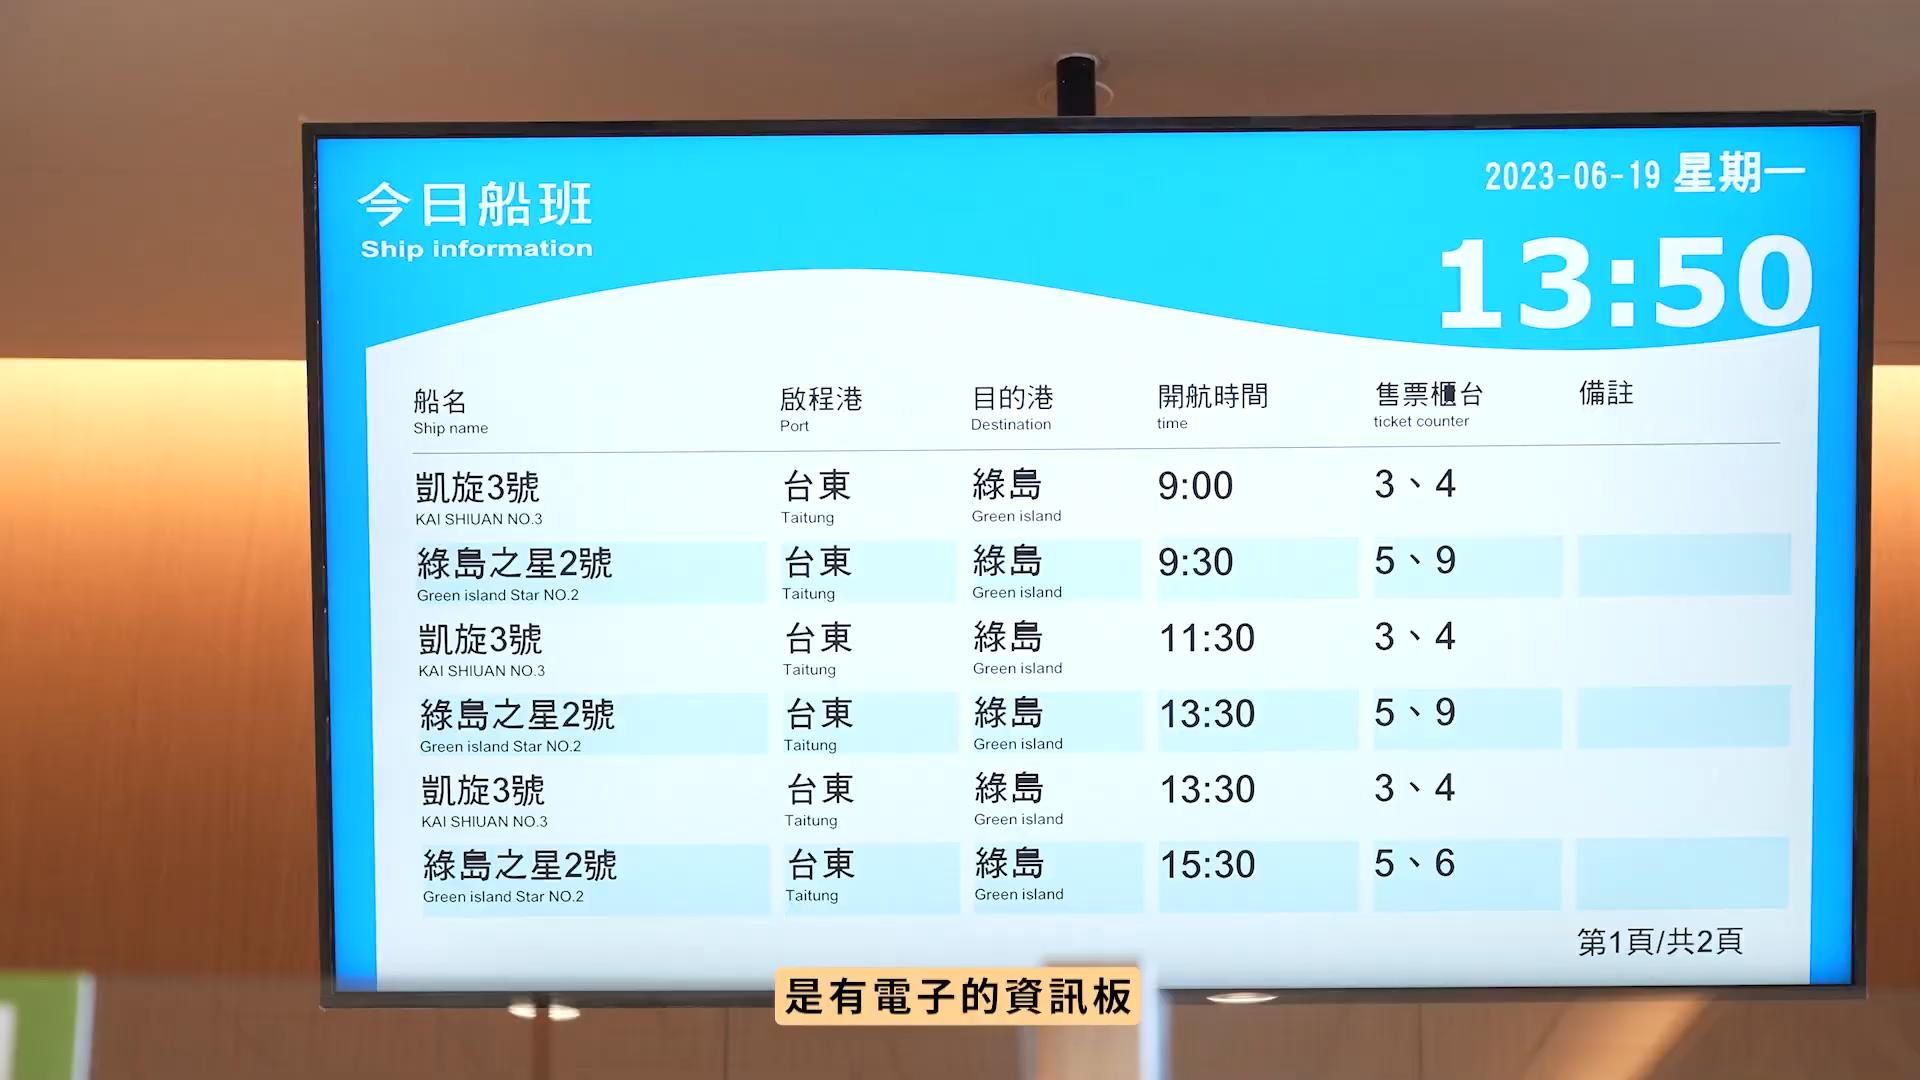 今日船班
Ship information
2023-06-19 星期一
13:50
船名 啟程港 目的港 開航時間 售票櫃台 備註
Ship name Port Destination time ticket counter
凱旋3號 台東 綠島 9:00 3、4
KAI SHIUAN NO.3 Taitung Green island
綠島之星2號 台東 綠島 9:30 5、9
Green island Star NO.2 Taitung Green island
凱旋3號 台東 綠島 11:30 3、4
KAI SHIUAN NO.3 Taitung Green island
綠島之星2號 台東 綠島 13:30 5、9
Green island Star NO.2 Taitung Green island
凱旋3號 台東 綠島 13:30 3、4
KAI SHIUAN NO.3 Taitung Green island
綠島之星2號 台東 綠島 15:30 5、6
Green island Star NO.2 Taitung Green island
第1頁/共2頁
是有電子的資訊板